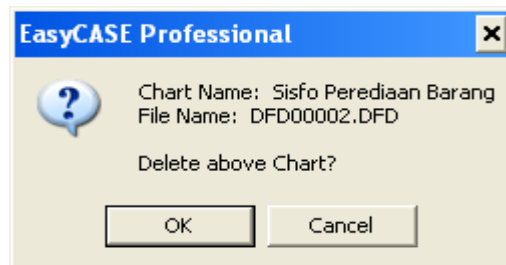 EasyCASE Professional
Chart Name: Sisfo Perediaan Barang
File Name: DFD00002.DFD
Delete above Chart?
OK
Cancel